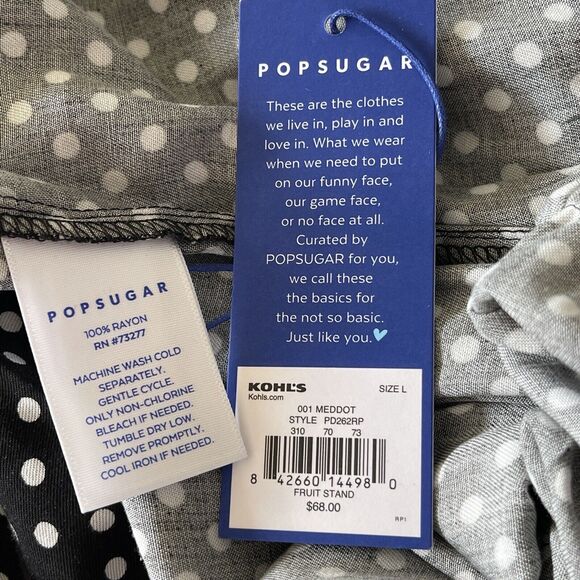 POPSUGAR
These are the clothes
we live in, play in and
love in. What we wear
when we need to put
on our funny face,
our game face,
or no face at all.
Curated by
POPSUGAR for you,
we call these
the basics for
the not so basic.
Just like you.
KOHL'S
Kohls.com
SIZE L
001 MEDDOT
STYLE PD262RP
310 70 73
8 42660 14498 0
FRUIT STAND
$68.00
RP1
POPSUGAR
100% RAYON
RN #73277
MACHINE WASH COLD
SEPARATELY.
GENTLE CYCLE.
ONLY NON-CHLORINE
BLEACH IF NEEDED.
TUMBLE DRY LOW.
REMOVE PROMPTLY.
COOL IRON IF NEEDED.